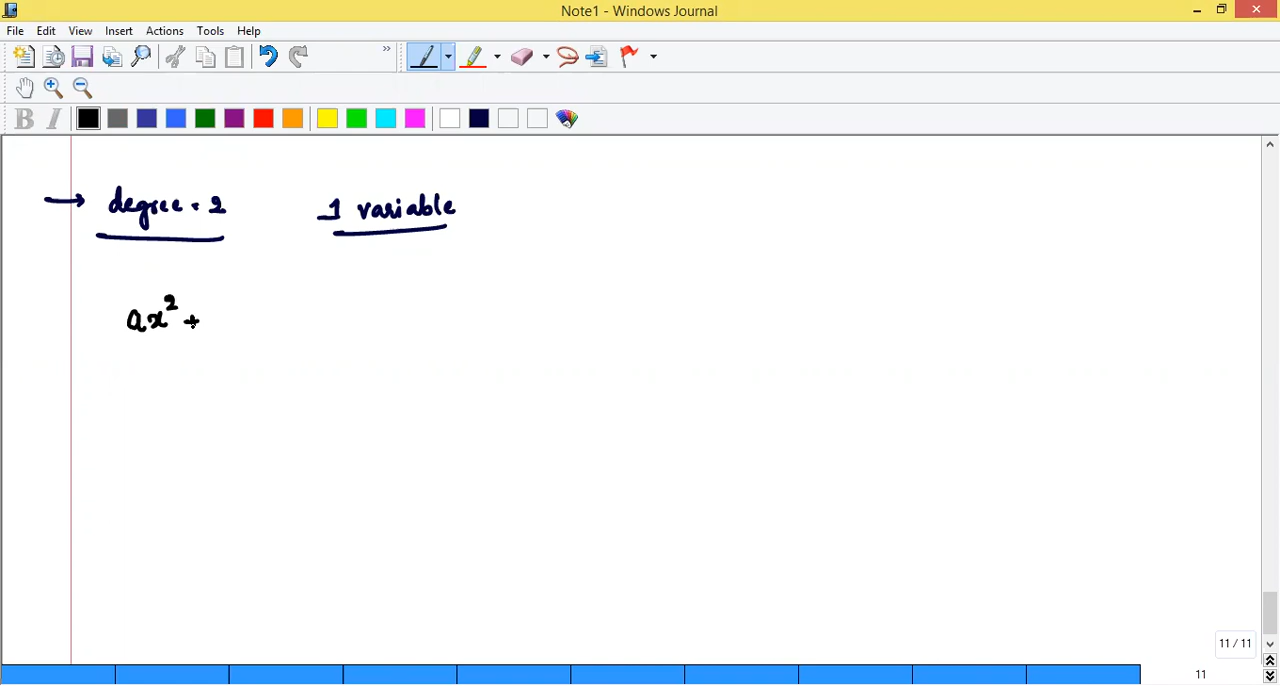 Note1 - Windows Journal
File Edit View Insert Actions Tools Help
»
B I
→ degree = 2 1 variable
ax² +
11 / 11
11